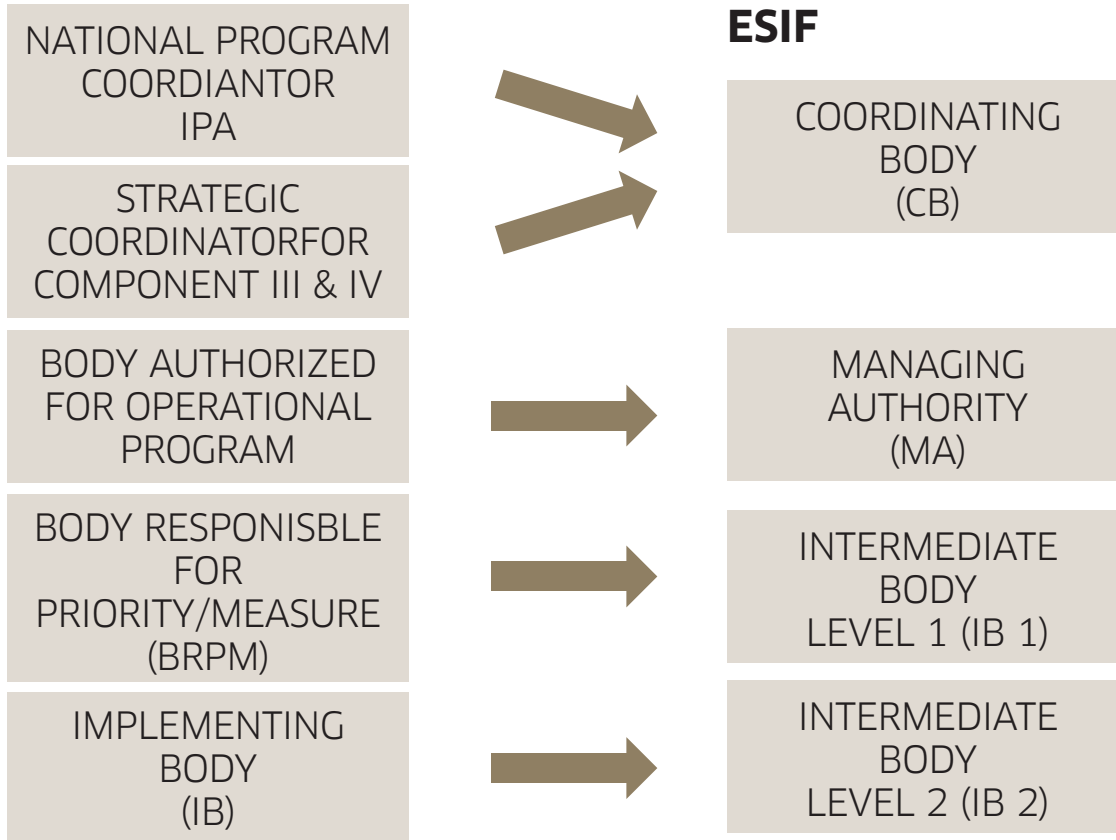 NATIONAL PROGRAM
COORDIANTOR
IPA
STRATEGIC
COORDINATORFOR
COMPONENT III & IV
BODY AUTHORIZED
FOR OPERATIONAL
PROGRAM
BODY RESPONISBLE
FOR
PRIORITY/MEASURE
(BRPM)
IMPLEMENTING
BODY
(IB)
ESIF
COORDINATING
BODY
(CB)
MANAGING
AUTHORITY
(MA)
INTERMEDIATE
BODY
LEVEL 1 (IB 1)
INTERMEDIATE
BODY
LEVEL 2 (IB 2)